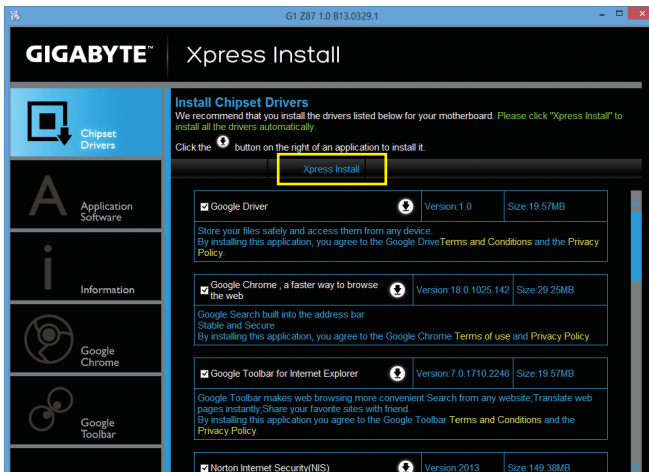 G1 Z87 1.0 B13.0329.1
GIGABYTE™
Xpress Install
Chipset
Drivers
Application
Software
Information
Google
Chrome
Google
Toolbar
Install Chipset Drivers
We recommend that you install the drivers listed below for your motherboard. Please click "Xpress Install" to
install all the drivers automatically.
Click the button on the right of an application to install it.
Xpress Install
Google Driver Version:1.0 Size:19.57MB
Store your files safely and access them from any device.
By installing this application, you agree to the Google DriveTerms and Conditions and the Privacy
Policy.
Google Chrome , a faster way to browse
the web Version:18.0.1025.142 Size:29.25MB
Google Search built into the address bar
Stable and Secure
By installing this application, you agree to the Google Chrome Terms of use and Privacy Policy.
Google Toolbar for Internet Explorer Version:7.0.1710.2246 Size:19.57MB
Google Toolbar makes web browsing more convenient:Search from any website;Translate web
pages instantly;Share your favorite sites with friend.
By installing this application you agree to the Google Toolbar Terms and Conditions and the
Privacy Policy.
Norton Internet Security(NIS) Version:2013 Size:149.38MB